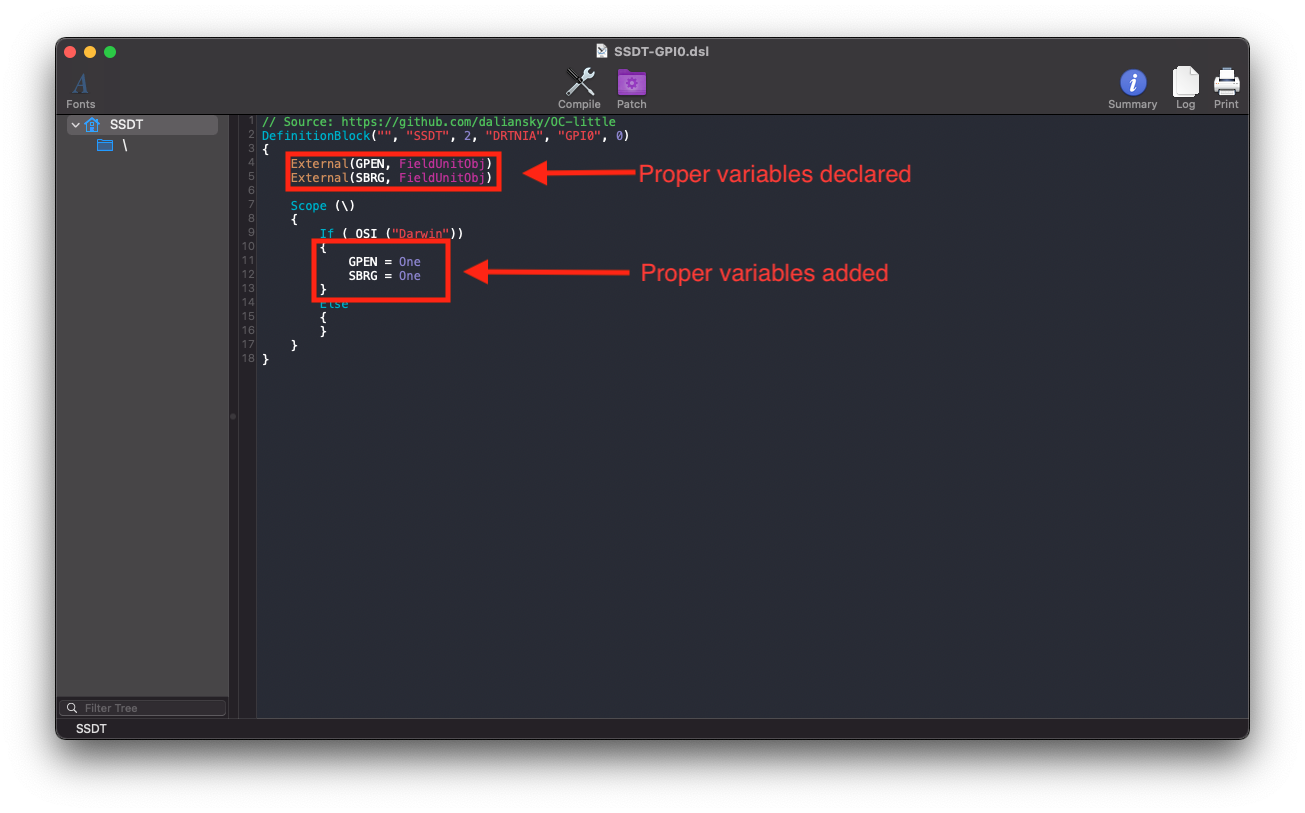 SSDT-GPI0.dsl
Fonts
Compile
Patch
Summary
Log
Print
SSDT
\
1 // Source: https://github.com/daliansky/OC-little
2 DefinitionBlock("", "SSDT", 2, "DRTNIA", "GPI0", 0)
3 {
4 External(GPEN, FieldUnitObj)
5 External(SBRG, FieldUnitObj)
6
7 Scope (\)
8 {
9 If (_OSI ("Darwin"))
10 {
11 GPEN = One
12 SBRG = One
13 }
14 Else
15 {
16 }
17 }
18 }
Proper variables declared
Proper variables added
Filter Tree
SSDT